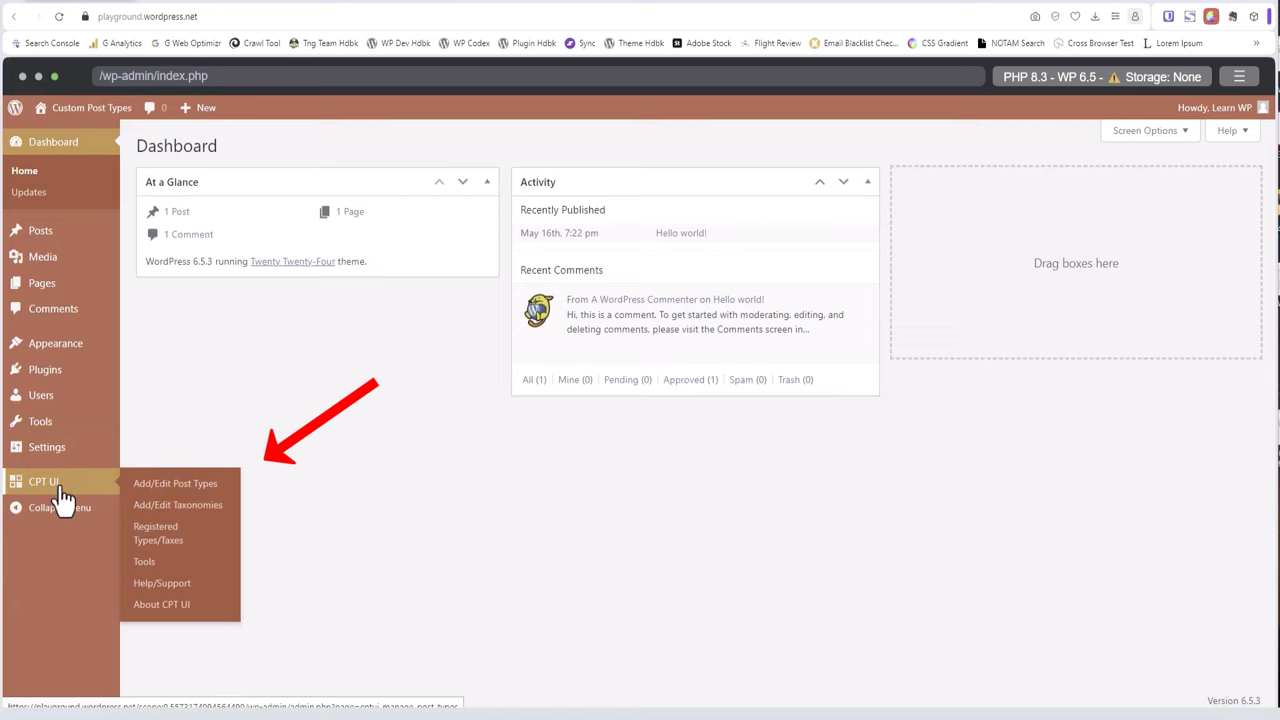 playground.wordpress.net
Search Console G Analytics G Web Optimizr Crawl Tool Tng Team Hdbk WP Dev Hdbk WP Codex Plugin Hdbk Sync Theme Hdbk Adobe Stock Flight Review Email Blacklist Chec... CSS Gradient NOTAM Search Cross Browser Test Lorem Ipsum »
/wp-admin/index.php PHP 8.3 - WP 6.5 - Storage: None
Custom Post Types 0 New Howdy, Learn WP
Dashboard
Home
Updates
Posts
Media
Pages
Comments
Appearance
Plugins
Users
Tools
Settings
CPT UI
Collapse Menu
Add/Edit Post Types
Add/Edit Taxonomies
Registered
Types/Taxes
Tools
Help/Support
About CPT UI
Screen Options Help
Dashboard
At a Glance
1 Post 1 Page
1 Comment
WordPress 6.5.3 running Twenty Twenty-Four theme.
Activity
Recently Published
May 16th, 7:22 pm Hello world!
Recent Comments
From A WordPress Commenter on Hello world!
Hi, this is a comment. To get started with moderating, editing, and
deleting comments, please visit the Comments screen in...
All (1) Mine (0) Pending (0) Approved (1) Spam (0) Trash (0)
Drag boxes here
Version 6.5.3